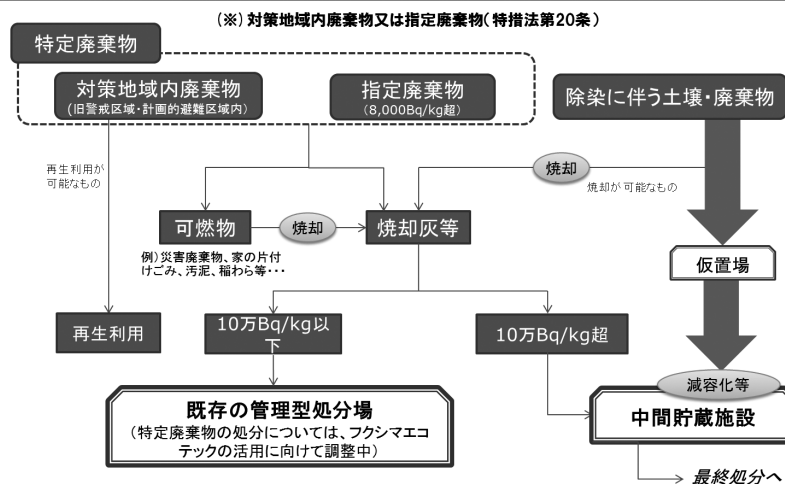 (※)対策地域内廃棄物又は指定廃棄物(特措法第20条)
特定廃棄物
対策地域内廃棄物
(旧警戒区域・計画的避難区域内)
指定廃棄物
(8,000Bq/kg超)
除染に伴う土壌・廃棄物
再生利用が
可能なもの
焼却
焼却が可能なもの
可燃物
焼却
焼却灰等
例)災害廃棄物、家の片付
けごみ、汚泥、稲わら等・・・
仮置場
再生利用
10万Bq/kg以
下
10万Bq/kg超
減容化等
既存の管理型処分場
(特定廃棄物の処分については、フクシマエコ
テックの活用に向けて調整中)
中間貯蔵施設
最終処分へ